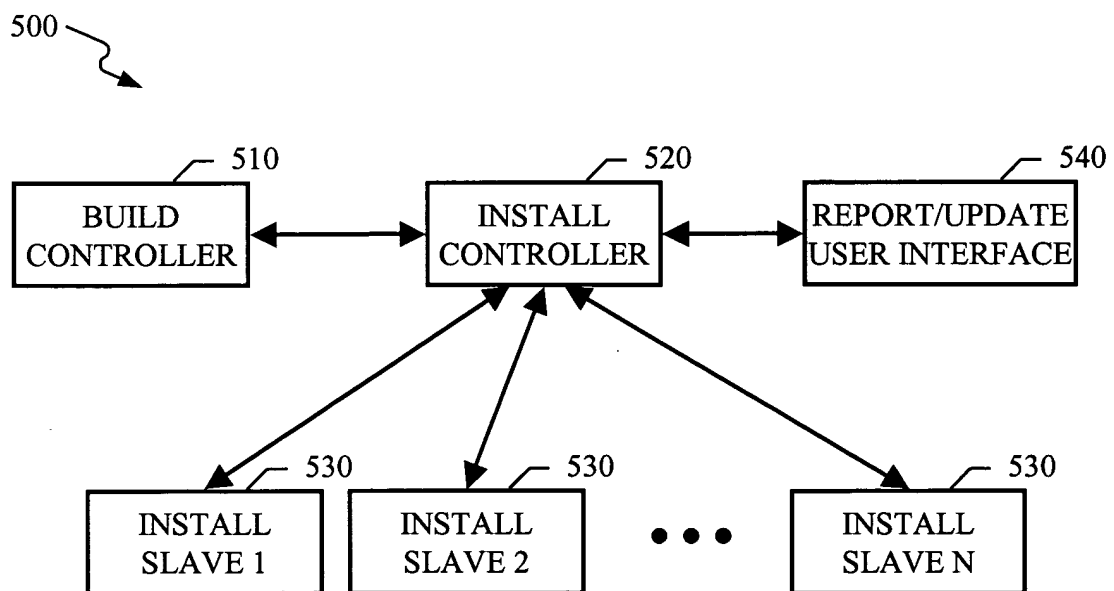 500
510
520
540
BUILD
CONTROLLER
INSTALL
CONTROLLER
REPORT/UPDATE
USER INTERFACE
530
530
530
INSTALL
SLAVE 1
INSTALL
SLAVE 2
INSTALL
SLAVE N